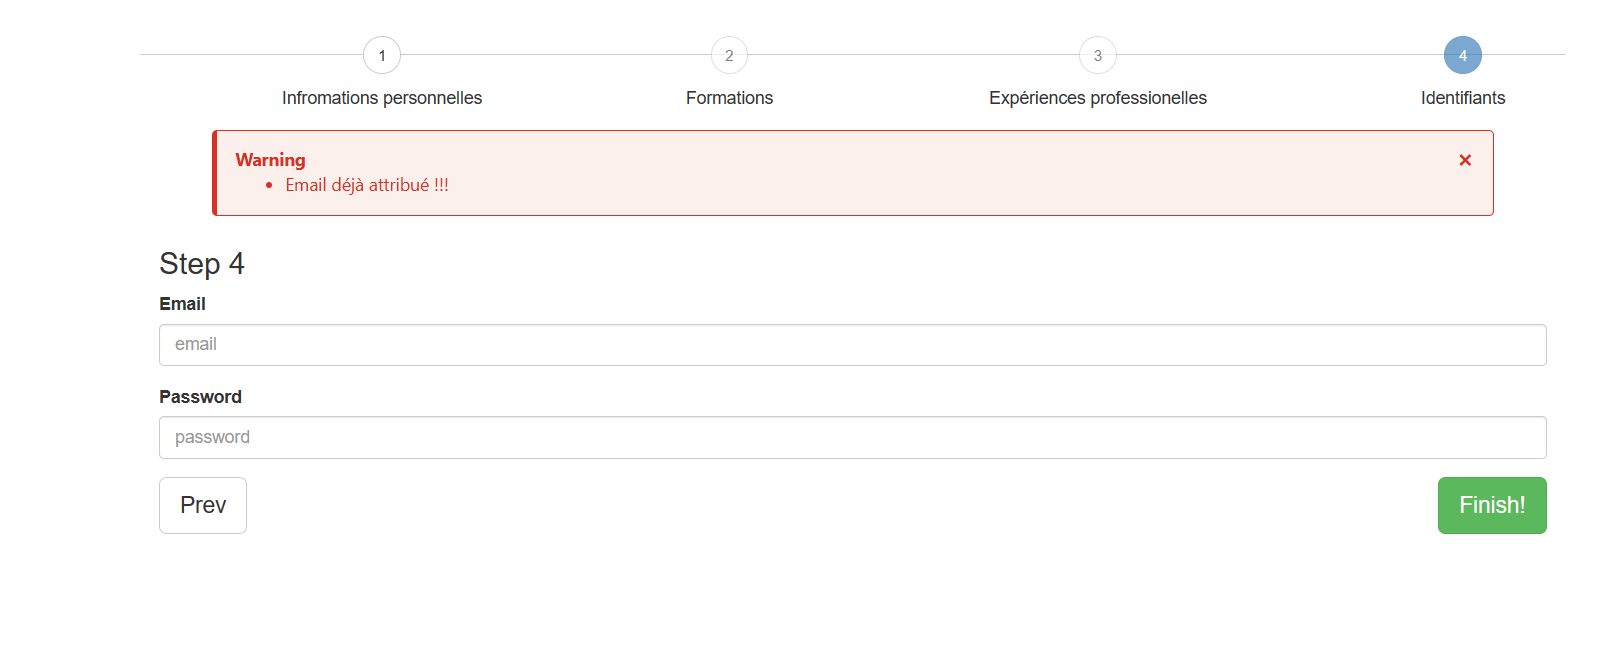 1 2 3 4
Infromations personnelles Formations Expériences professionelles Identifiants
Warning ×
• Email déjà attribué !!!
Step 4
Email
email
Password
password
Prev Finish!